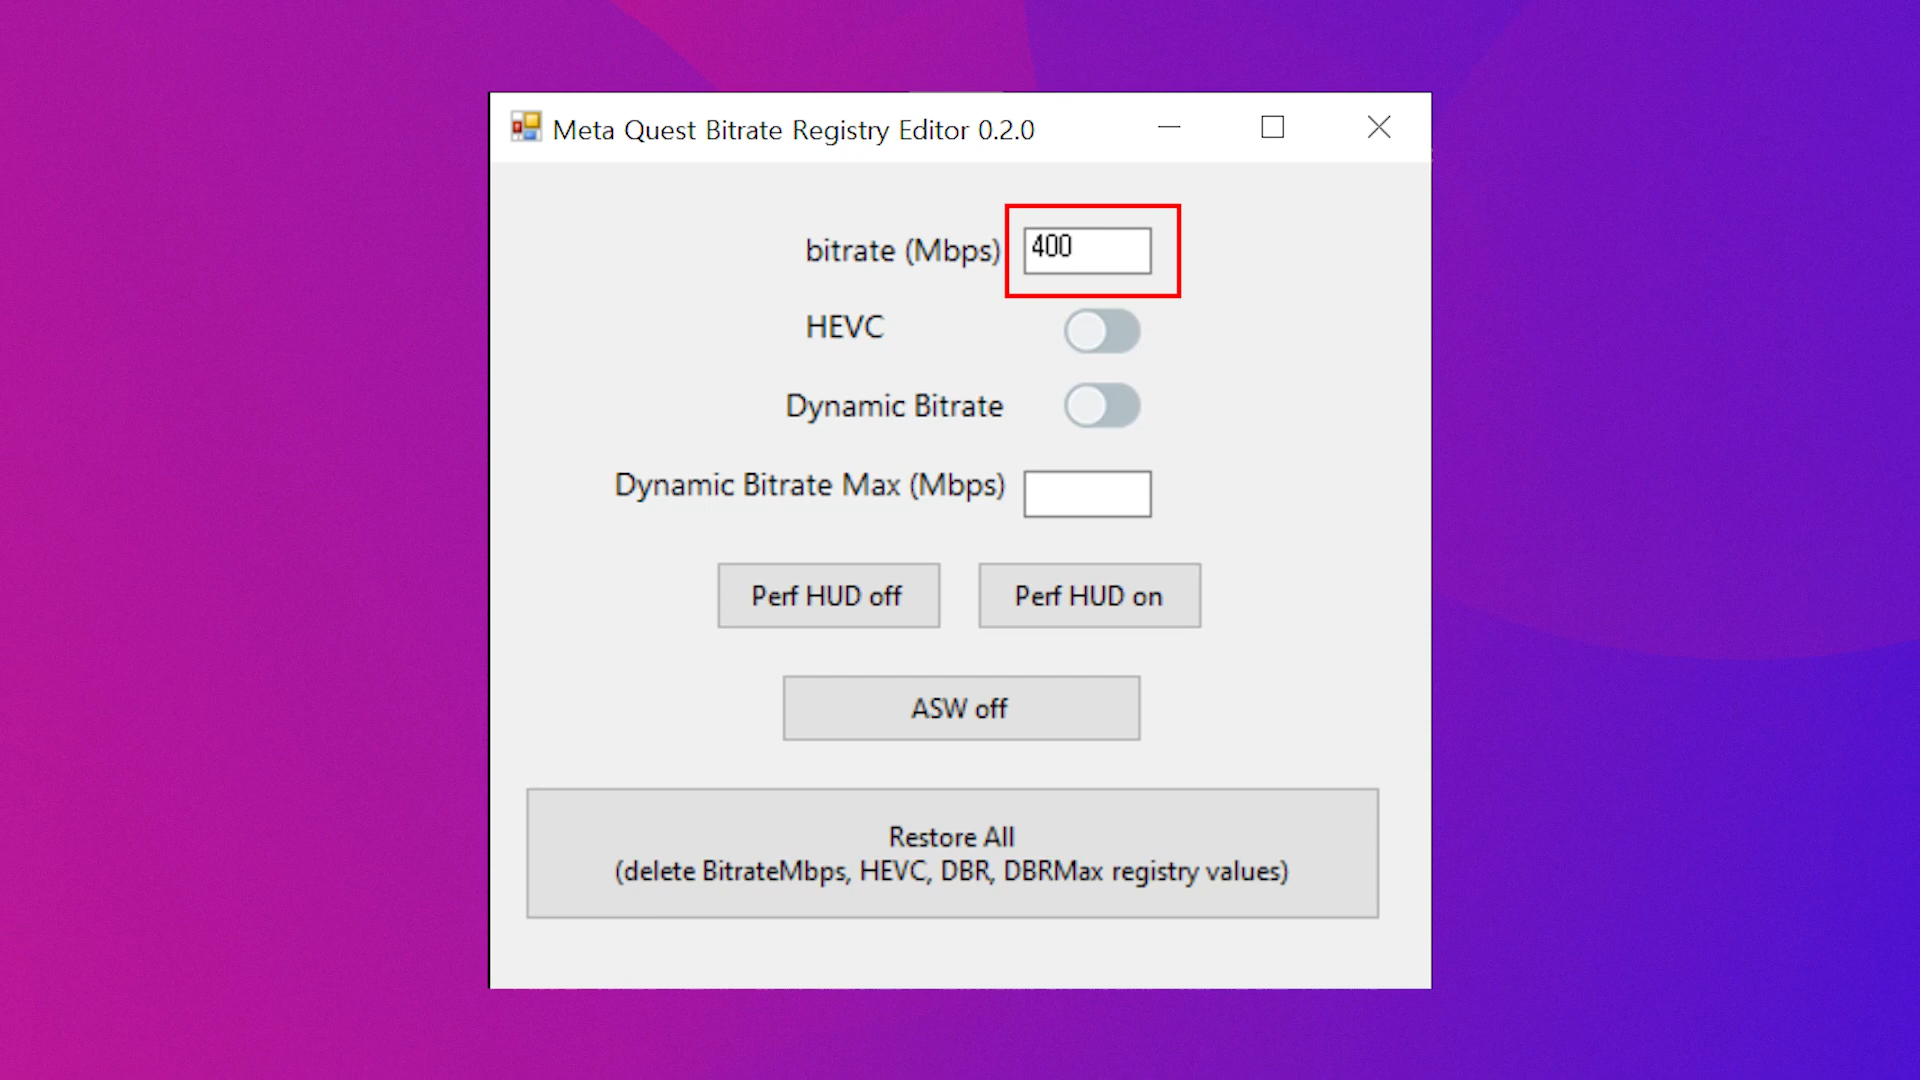 Meta Quest Bitrate Registry Editor 0.2.0
bitrate (Mbps) 400
HEVC
Dynamic Bitrate
Dynamic Bitrate Max (Mbps)
Perf HUD off Perf HUD on
ASW off
Restore All
(delete BitrateMbps, HEVC, DBR, DBRMax registry values)